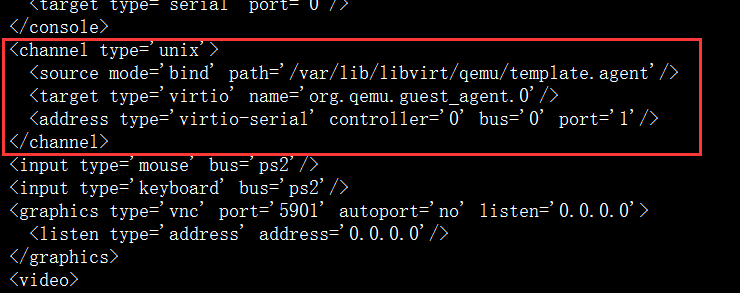 <target type='serial' port='0'/>
</console>
<channel type='unix'>
<source mode='bind' path='/var/lib/libvirt/qemu/template.agent'/>
<target type='virtio' name='org.qemu.guest_agent.0'/>
<address type='virtio-serial' controller='0' bus='0' port='1'/>
</channel>
<input type='mouse' bus='ps2'/>
<input type='keyboard' bus='ps2'/>
<graphics type='vnc' port='5901' autoport='no' listen='0.0.0.0'>
<listen type='address' address='0.0.0.0'/>
</graphics>
<video>